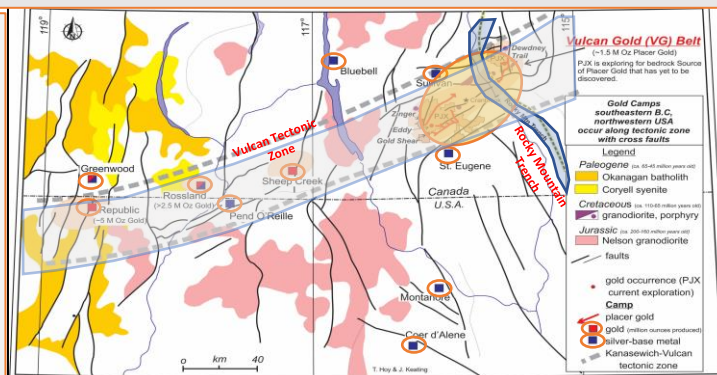 119°
117°
115°
Vulcan Gold (VG) Belt
(~1.5 M Oz Placer Gold)
PJX is exploring for bedrock Source
of Placer Gold that has yet to be
discovered.
Dewdney
Trail
Bluebell
Sullivan
Zinger
Eddy
Gold Shear
St. Eugene
Rocky Mountain
Trench
Vulcan Tectonic
Zone
Greenwood
Rossland
(>2.5 M Oz Gold)
Sheep Creek
Republic
(~5 M Oz Gold)
Pend O Reille
Canada
U.S.A.
Montanore
Coer d'Alene
0 km 40
T. Hoy & J. Keating
Gold Camps
southeastern B.C,
northwestern USA
occur along tectonic zone
with cross faults
Legend
Paleogene
Okanagan batholith
Coryell syenite
Cretaceous
granodiorite, porphyry
Jurassic
Nelson granodiorite
faults
gold occurrence (PJX
current exploration)
Camp
placer gold
gold (million ounces produced)
silver-base metal
Kanasewich-Vulcan
tectonic zone